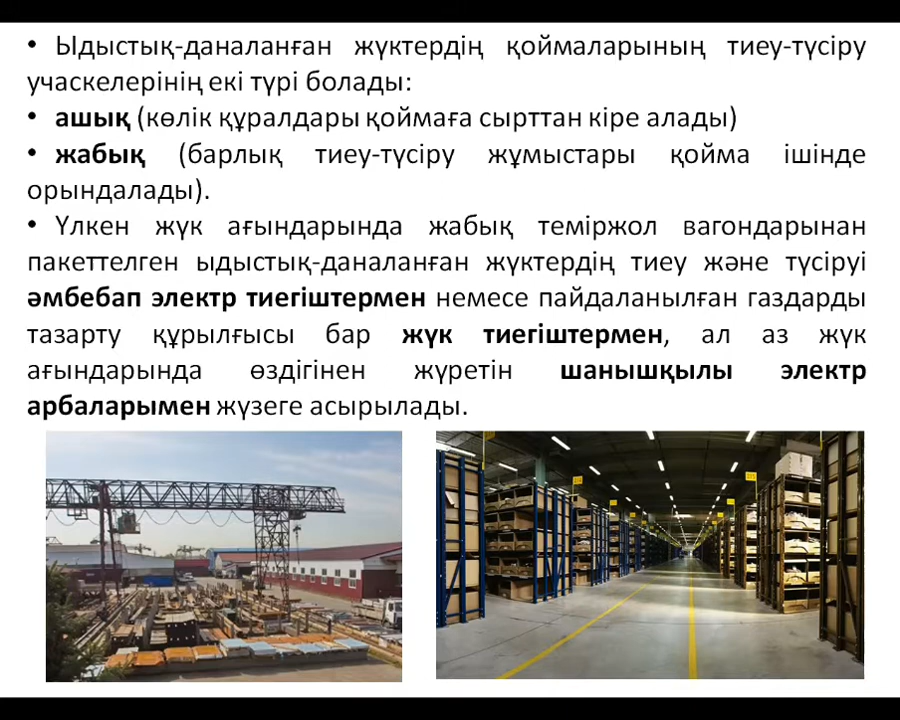 • Ыдыстық-даналанған жүктердің қоймаларының тиеу-түсіру
учаскелерінің екі түрі болады:
• ашық (көлік құралдары қоймаға сырттан кіре алады)
• жабық (барлық тиеу-түсіру жұмыстары қойма ішінде
орындалады).
• Үлкен жүк ағындарында жабық теміржол вагондарынан
пакеттелген ыдыстық-даналанған жүктердің тиеу және түсіруі
әмбебап электр тиегіштермен немесе пайдаланылған газдарды
тазарту құрылғысы бар жүк тиегіштермен, ал аз жүк
ағындарында өздігінен жүретін шанышқылы электр
арбаларымен жүзеге асырылады.